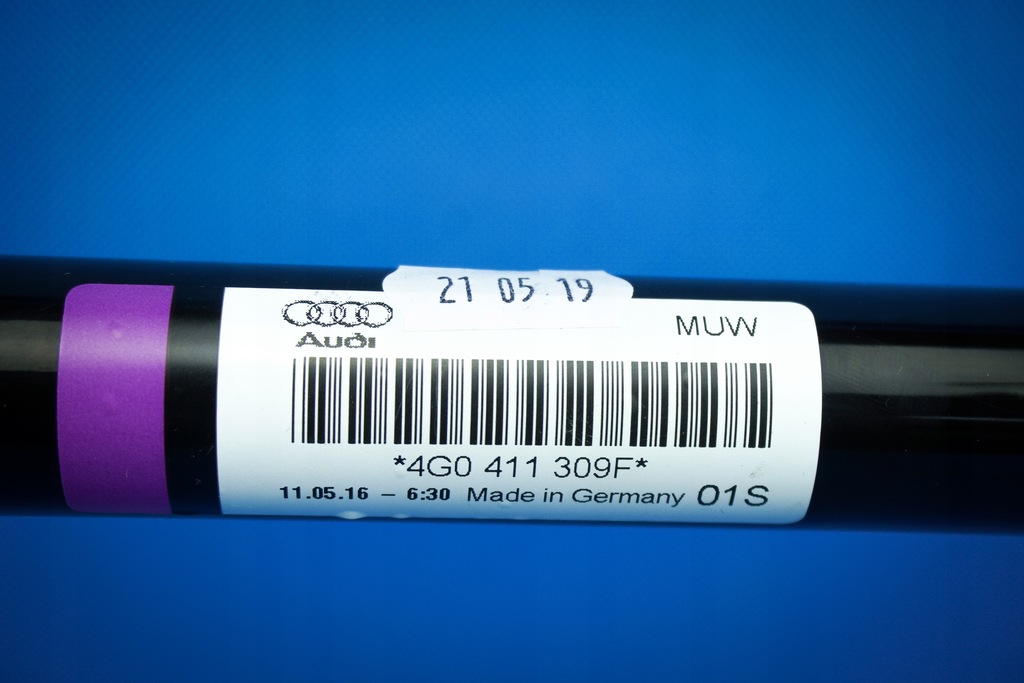 21 05 19
Audi
MUW
*4G0 411 309F*
11.05.16 – 6:30 Made in Germany 01S